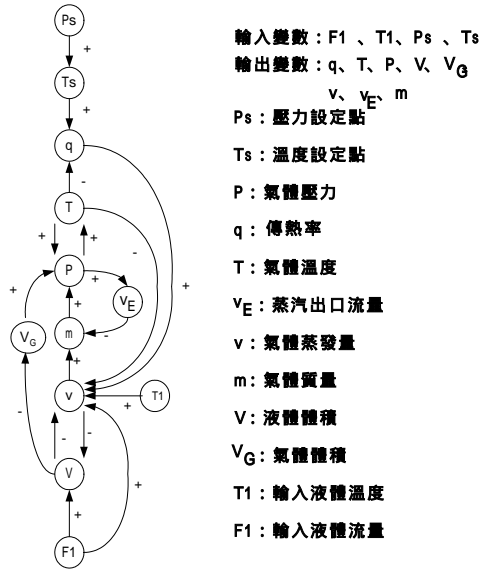 Ps
+
Ts
+
q
-
T
+
+
-
P
+
+
+
vE
VG
+
-
m
+
v
+
T1
-
-
-
+
V
+
F1
輸入變數：F1 、T1、Ps 、Ts
輸出變數：q、T、P、V、VG、
v、vE、m
Ps：壓力設定點
Ts：溫度設定點
P：氣體壓力
q： 傳熱率
T：氣體溫度
vE：蒸汽出口流量
v：氣體蒸發量
m：氣體質量
V：液體體積
VG：氣體體積
T1：輸入液體溫度
F1：輸入液體流量